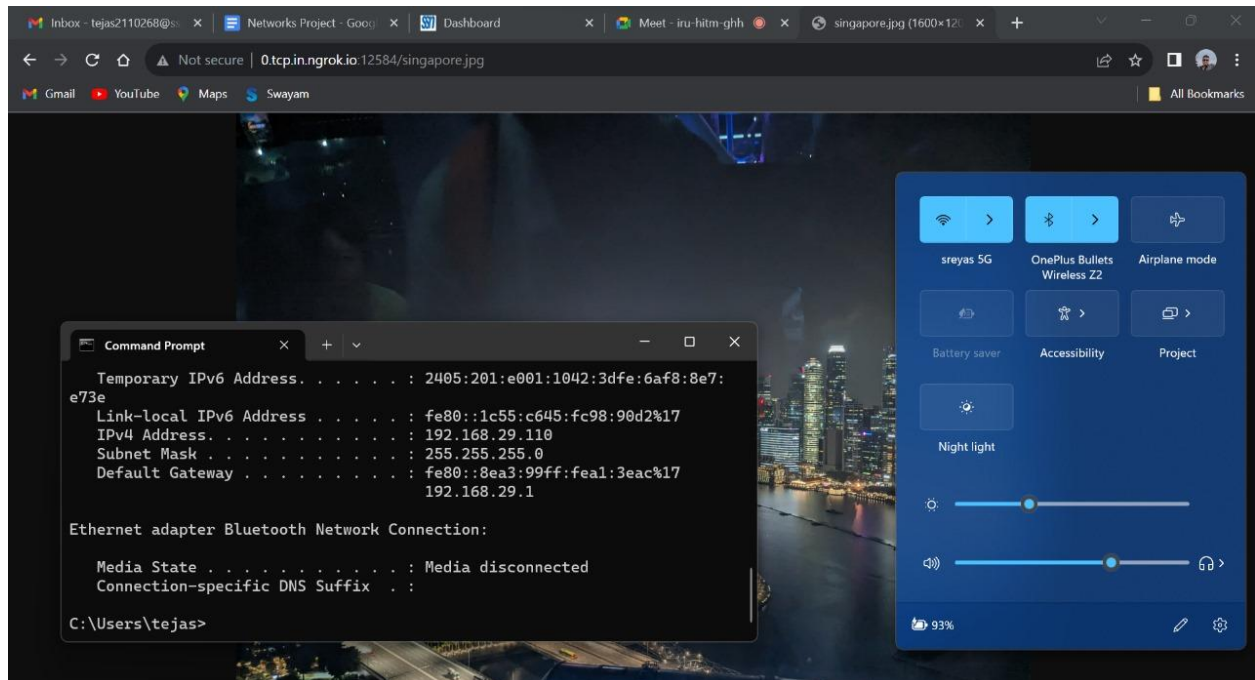 Inbox - tejas2110268@ss
Networks Project - Goog
SSN Dashboard
Meet - iru-hitm-ghh
singapore.jpg (1600×120
Not secure | 0.tcp.in.ngrok.io:12584/singapore.jpg
Gmail YouTube Maps Swayam All Bookmarks
sreyas 5G
OnePlus Bullets
Wireless Z2
Airplane mode
Battery saver
Accessibility
Project
Night light
93%
Command Prompt
Temporary IPv6 Address. . . . . . : 2405:201:e001:1042:3dfe:6af8:8e7:
e73e
Link-local IPv6 Address . . . . . : fe80::1c55:c645:fc98:90d2%17
IPv4 Address. . . . . . . . . . . : 192.168.29.110
Subnet Mask . . . . . . . . . . . : 255.255.255.0
Default Gateway . . . . . . . . . : fe80::8ea3:99ff:fea1:3eac%17
192.168.29.1
Ethernet adapter Bluetooth Network Connection:
Media State . . . . . . . . . . . : Media disconnected
Connection-specific DNS Suffix  . :
C:\Users\tejas>